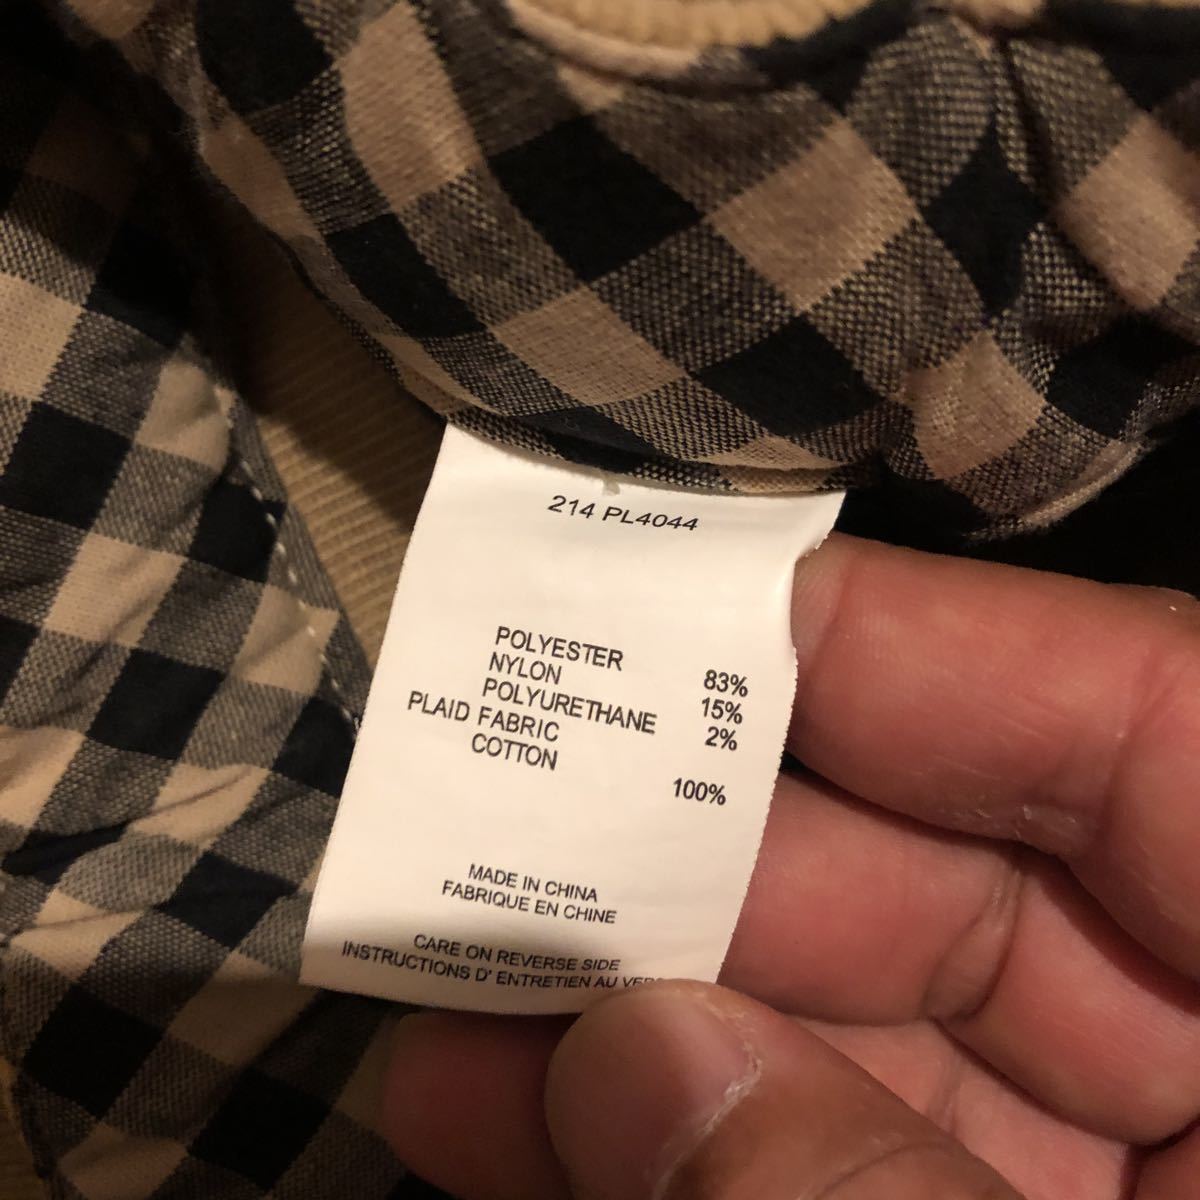 214 PL4044
POLYESTER 83%
NYLON 15%
POLYURETHANE 2%
PLAID FABRIC
COTTON 100%
MADE IN CHINA
FABRIQUE EN CHINE
CARE ON REVERSE SIDE
INSTRUCTIONS D' ENTRETIEN AU